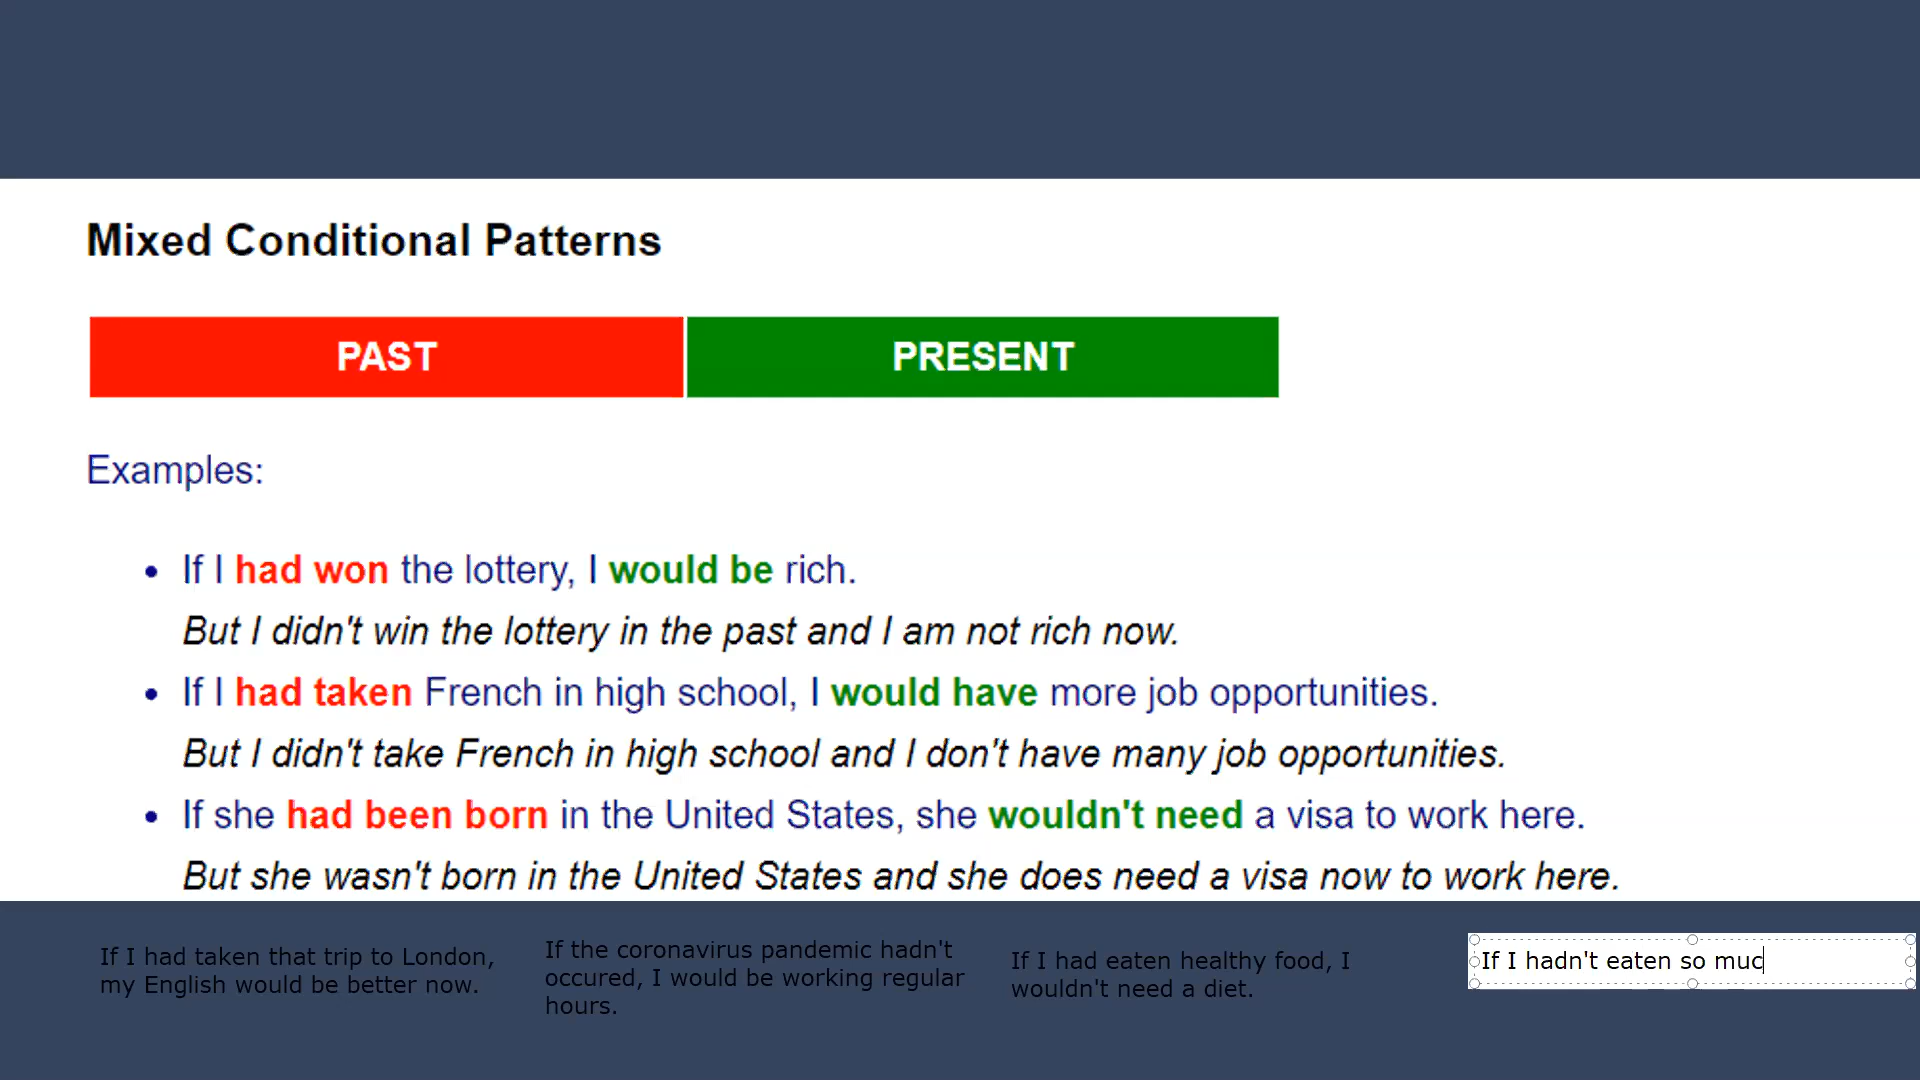 Mixed Conditional Patterns
PAST PRESENT
Examples:
• If I had won the lottery, I would be rich.
But I didn't win the lottery in the past and I am not rich now.
• If I had taken French in high school, I would have more job opportunities.
But I didn't take French in high school and I don't have many job opportunities.
• If she had been born in the United States, she wouldn't need a visa to work here.
But she wasn't born in the United States and she does need a visa now to work here.
If I had taken that trip to London,
my English would be better now.
If the coronavirus pandemic hadn't
occured, I would be working regular
hours.
If I had eaten healthy food, I
wouldn't need a diet.
If I hadn't eaten so muc